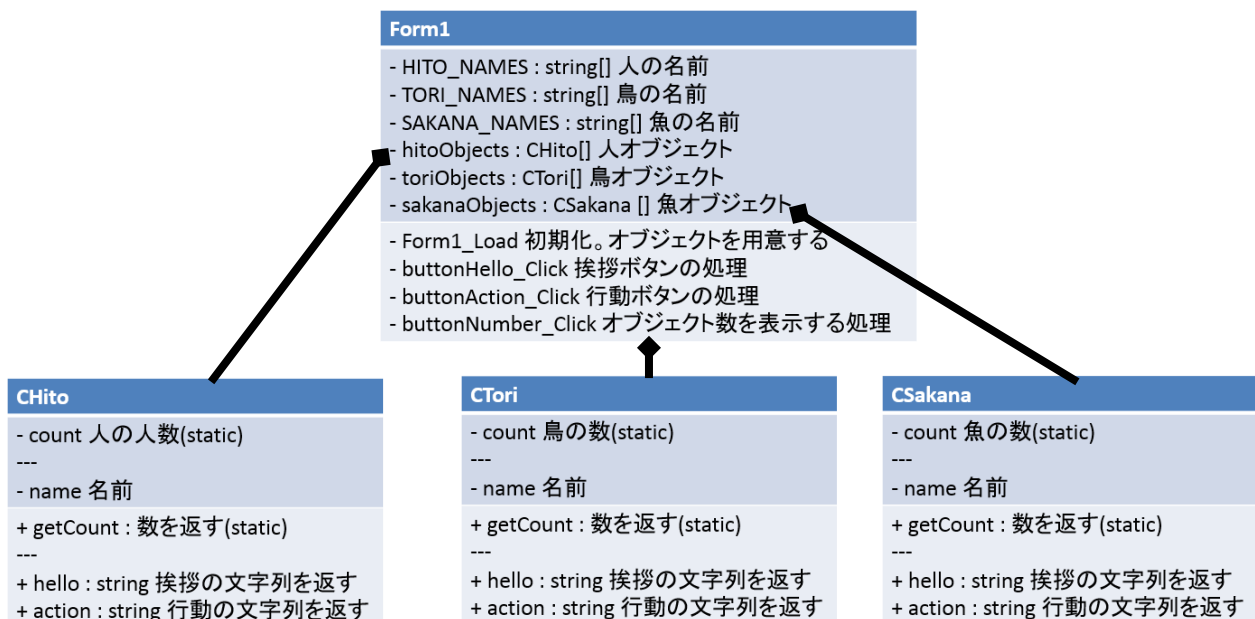 Form1
- HITO_NAMES : string[] 人の名前
- TORI_NAMES : string[] 鳥の名前
- SAKANA_NAMES : string[] 魚の名前
- hitoObjects : CHito[] 人オブジェクト
- toriObjects : CTori[] 鳥オブジェクト
- sakanaObjects : CSakana [] 魚オブジェクト
- Form1_Load 初期化。オブジェクトを用意する
- buttonHello_Click 挨拶ボタンの処理
- buttonAction_Click 行動ボタンの処理
- buttonNumber_Click オブジェクト数を表示する処理
CHito
- count 人の人数(static)
---
- name 名前
+ getCount : 数を返す(static)
---
+ hello : string 挨拶の文字列を返す
+ action : string 行動の文字列を返す
CTori
- count 鳥の数(static)
---
- name 名前
+ getCount : 数を返す(static)
---
+ hello : string 挨拶の文字列を返す
+ action : string 行動の文字列を返す
CSakana
- count 魚の数(static)
---
- name 名前
+ getCount : 数を返す(static)
---
+ hello : string 挨拶の文字列を返す
+ action : string 行動の文字列を返す